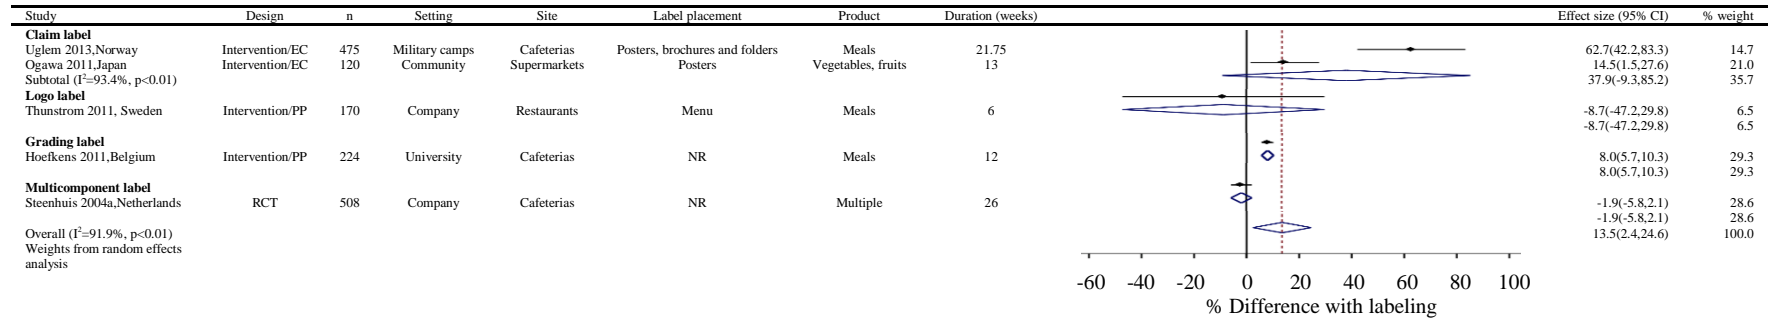 Study Design n Setting Site Label placement Product Duration (weeks) Effect size (95% CI) % weight
Claim label
Uglem 2013,Norway Intervention/EC 475 Military camps Cafeterias Posters, brochures and folders Meals 21.75 62.7(42.2,83.3) 14.7
Ogawa 2011,Japan Intervention/EC 120 Community Supermarkets Posters Vegetables, fruits 13 14.5(1.5,27.6) 21.0
Subtotal (I²=93.4%, p<0.01) 37.9(-9.3,85.2) 35.7
Logo label
Thunstrom 2011, Sweden Intervention/PP 170 Company Restaurants Menu Meals 6 -8.7(-47.2,29.8) 6.5
-8.7(-47.2,29.8) 6.5
Grading label
Hoefkens 2011,Belgium Intervention/PP 224 University Cafeterias NR Meals 12 8.0(5.7,10.3) 29.3
8.0(5.7,10.3) 29.3
Multicomponent label
Steenhuis 2004a,Netherlands RCT 508 Company Cafeterias NR Multiple 26 -1.9(-5.8,2.1) 28.6
-1.9(-5.8,2.1) 28.6
Overall (I²=91.9%, p<0.01) 13.5(2.4,24.6) 100.0
Weights from random effects
analysis
-60 -40 -20 0 20 40 60 80 100
% Difference with labeling